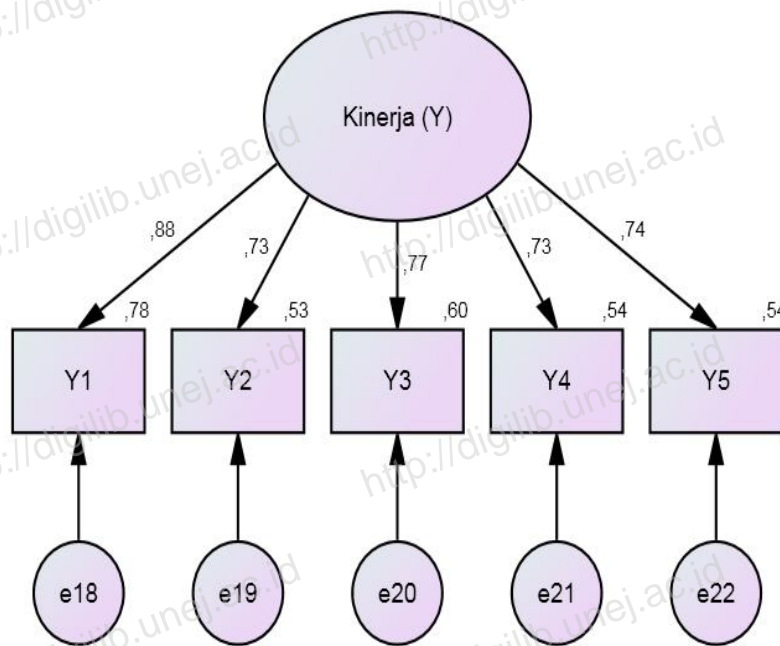 http://digilib.unej.ac.id
Kinerja (Y)
,88
,73
,77
,73
,74
,78
,53
,60
,54
,54
Y1
Y2
Y3
Y4
Y5
e18
e19
e20
e21
e22